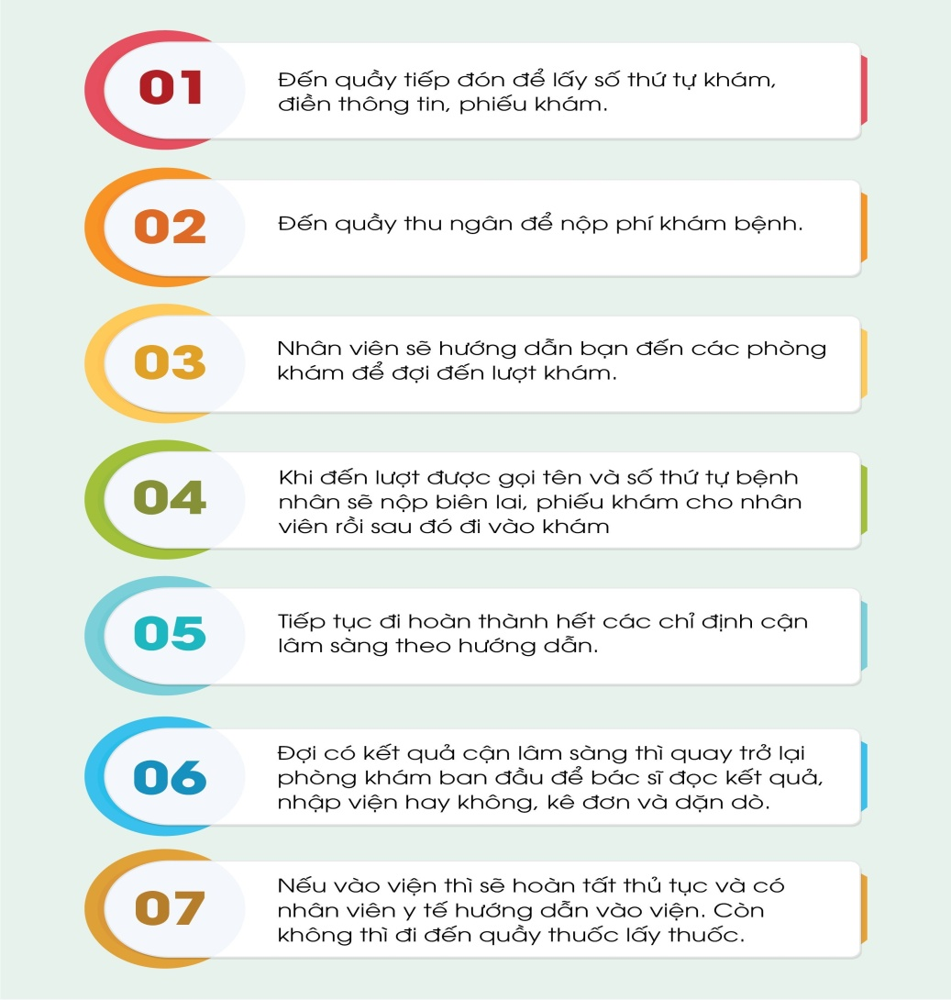 01
Đến quầy tiếp đón để lấy số thứ tự khám,
điền thông tin, phiếu khám.
02
Đến quầy thu ngân để nộp phí khám bệnh.
03
Nhân viên sẽ hướng dẫn bạn đến các phòng
khám để đợi đến lượt khám.
04
Khi đến lượt được gọi tên và số thứ tự bệnh
nhân sẽ nộp biên lai, phiếu khám cho nhân
viên rồi sau đó đi vào khám
05
Tiếp tục đi hoàn thành hết các chỉ định cận
lâm sàng theo hướng dẫn.
06
Đợi có kết quả cận lâm sàng thì quay trở lại
phòng khám ban đầu để bác sĩ đọc kết quả,
nhập viện hay không, kê đơn và dặn dò.
07
Nếu vào viện thì sẽ hoàn tất thủ tục và có
nhân viên y tế hướng dẫn vào viện. Còn
không thì đi đến quầy thuốc lấy thuốc.